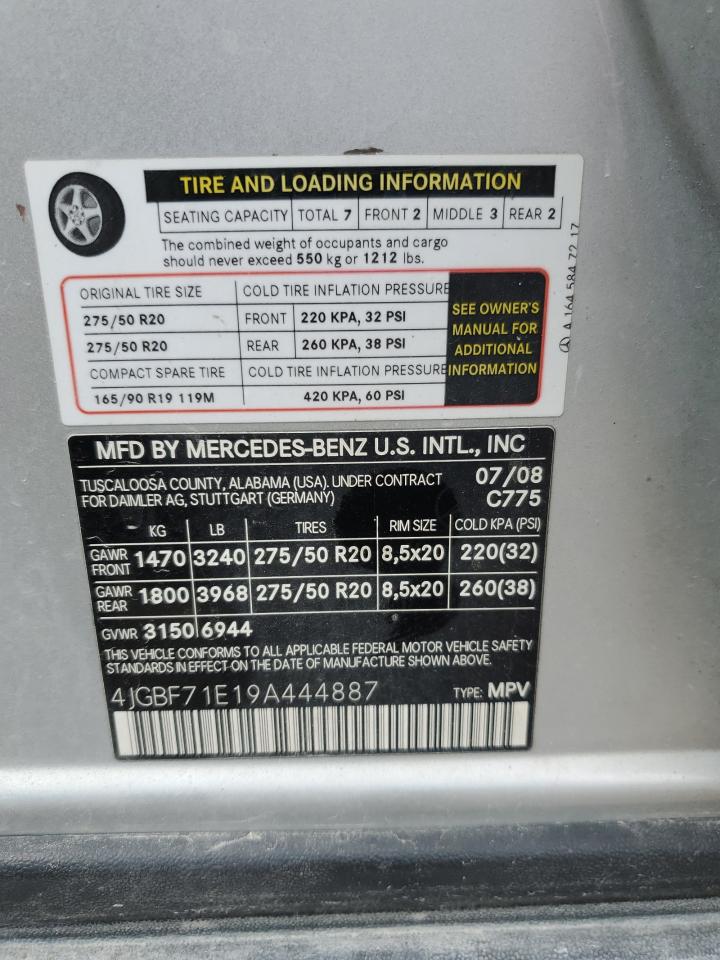 TIRE AND LOADING INFORMATION
SEATING CAPACITY TOTAL 7 FRONT 2 MIDDLE 3 REAR 2
The combined weight of occupants and cargo
should never exceed 550 kg or 1212 lbs.
ORIGINAL TIRE SIZE COLD TIRE INFLATION PRESSURE
275/50 R20 FRONT 220 KPA, 32 PSI
275/50 R20 REAR 260 KPA, 38 PSI
COMPACT SPARE TIRE COLD TIRE INFLATION PRESSURE
165/90 R19 119M 420 KPA, 60 PSI
SEE OWNER'S
MANUAL FOR
ADDITIONAL
INFORMATION
A 164 584 72 17
MFD BY MERCEDES-BENZ U.S. INTL., INC
TUSCALOOSA COUNTY, ALABAMA (USA). UNDER CONTRACT 07/08
FOR DAIMLER AG, STUTTGART (GERMANY) C775
KG LB TIRES RIM SIZE COLD KPA (PSI)
GAWR FRONT 1470 3240 275/50 R20 8,5x20 220(32)
GAWR REAR 1800 3968 275/50 R20 8,5x20 260(38)
GVWR 3150 6944
THIS VEHICLE CONFORMS TO ALL APPLICABLE FEDERAL MOTOR VEHICLE SAFETY
STANDARDS IN EFFECT ON THE DATE OF MANUFACTURE SHOWN ABOVE.
4JGBF71E19A444887 TYPE: MPV